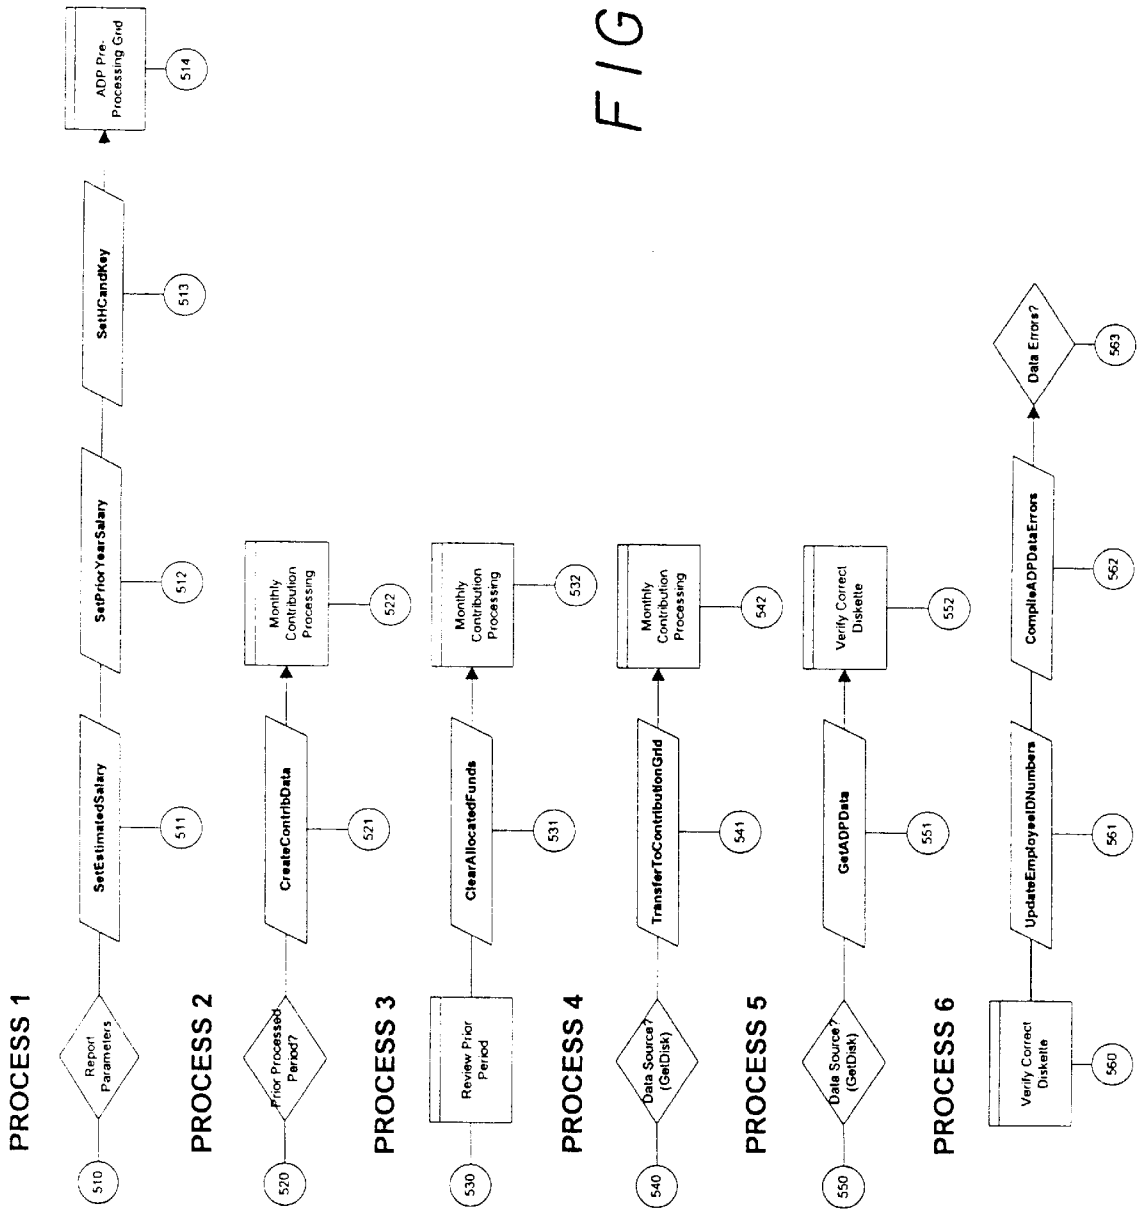 PROCESS 1
Report
Parameters
510
SetEstimatedSalary
511
SetPriorYearSalary
512
SetHCandKey
513
ADP Pre-
Processing Grid
514
PROCESS 2
Prior Processed
Period?
520
CreateContribData
521
Monthly
Contribution
Processing
522
PROCESS 3
Review Prior
Period
530
ClearAllocatedFunds
531
Monthly
Contribution
Processing
532
PROCESS 4
Data Source?
(GetDisk)
540
TransferToContributionGrid
541
Monthly
Contribution
Processing
542
PROCESS 5
Data Source?
(GetDisk)
550
GetADPData
551
Verify Correct
Diskette
552
PROCESS 6
Verify Correct
Diskette
560
UpdateEmployeeIDNumbers
561
CompileADPDataErrors
562
Data Errors?
563
FIG